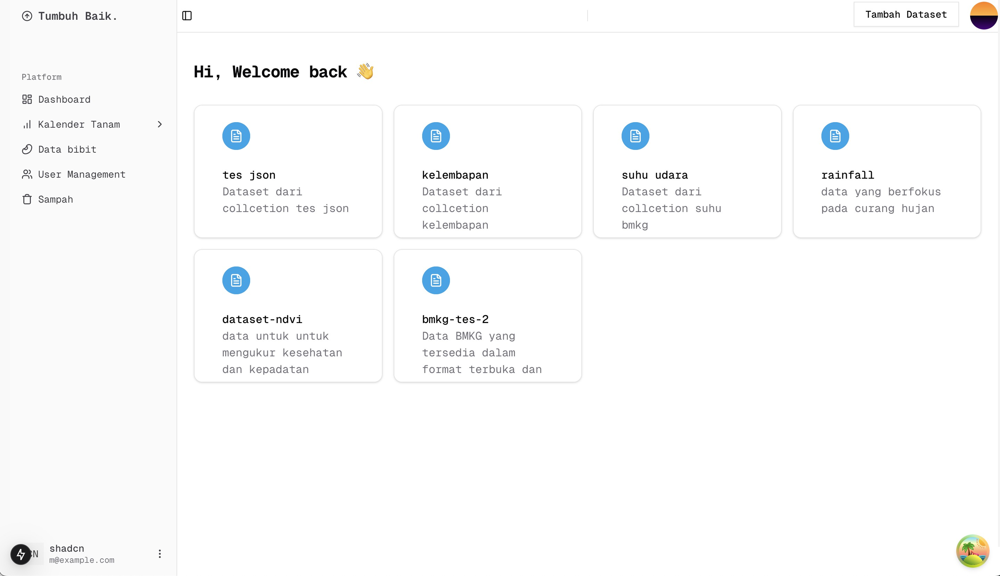 Tumbuh Baik.
Tambah Dataset
Platform
Dashboard
Kalender Tanam
Data bibit
User Management
Sampah
Hi, Welcome back 👋
tes json
Dataset dari
collcetion tes json
kelembapan
Dataset dari
collcetion
kelembapan
suhu udara
Dataset dari
collcetion suhu
bmkg
rainfall
data yang berfokus
pada curang hujan
dataset-ndvi
data untuk untuk
mengukur kesehatan
dan kepadatan
bmkg-tes-2
Data BMKG yang
tersedia dalam
format terbuka dan
shadcn
m@example.com